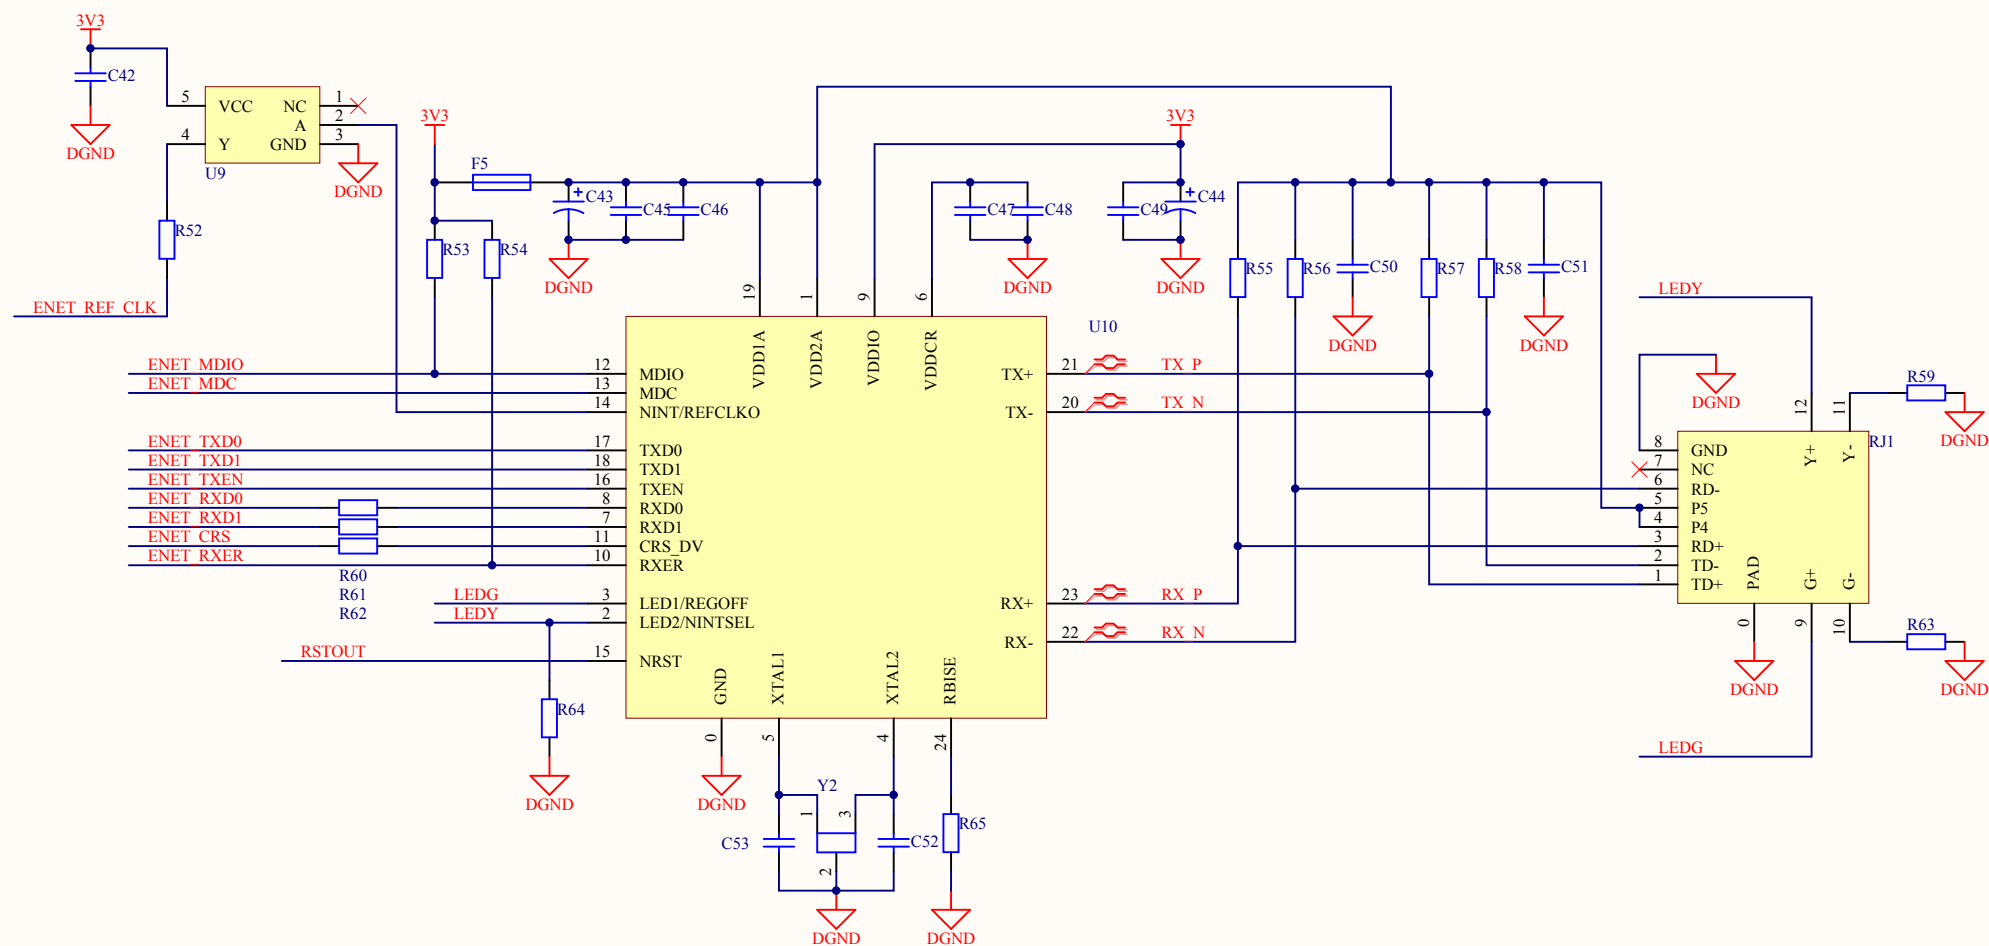 3V3
C42
DGND
5 VCC NC 1
A 2
4 Y GND 3
U9
DGND
R52
ENET_REF_CLK
3V3
F5
C43
C45
C46
R53
R54
DGND
3V3
C47
C48
C49
C44
DGND
DGND
R55
R56
C50
R57
R58
C51
DGND
DGND
19
1
9
6
VDD1A
VDD2A
VDDIO
VDDCR
U10
ENET_MDIO 12 MDIO
ENET_MDC 13 MDC
14 NINT/REFCLKO
ENET_TXD0 17 TXD0
ENET_TXD1 18 TXD1
ENET_TXEN 16 TXEN
ENET_RXD0 8 RXD0
ENET_RXD1 7 RXD1
ENET_CRS 11 CRS_DV
ENET_RXER 10 RXER
R60
R61
R62
LEDG 3 LED1/REGOFF
LEDY 2 LED2/NINTSEL
RSTOUT 15 NRST
R64
DGND
TX+ 21 TX_P
TX- 20 TX_N
RX+ 23 RX_P
RX- 22 RX_N
GND
XTAL1
XTAL2
RBISE
0
5
4
24
DGND
Y2
1
3
2
C53
C52
R65
DGND
DGND
LEDY
DGND
12
11
R59
DGND
RJ1
Y+
Y-
8 GND
7 NC
6 RD-
5 P5
4 P4
3 RD+
2 TD-
1 TD+
PAD
G+
G-
0
9
10
R63
DGND
DGND
LEDG